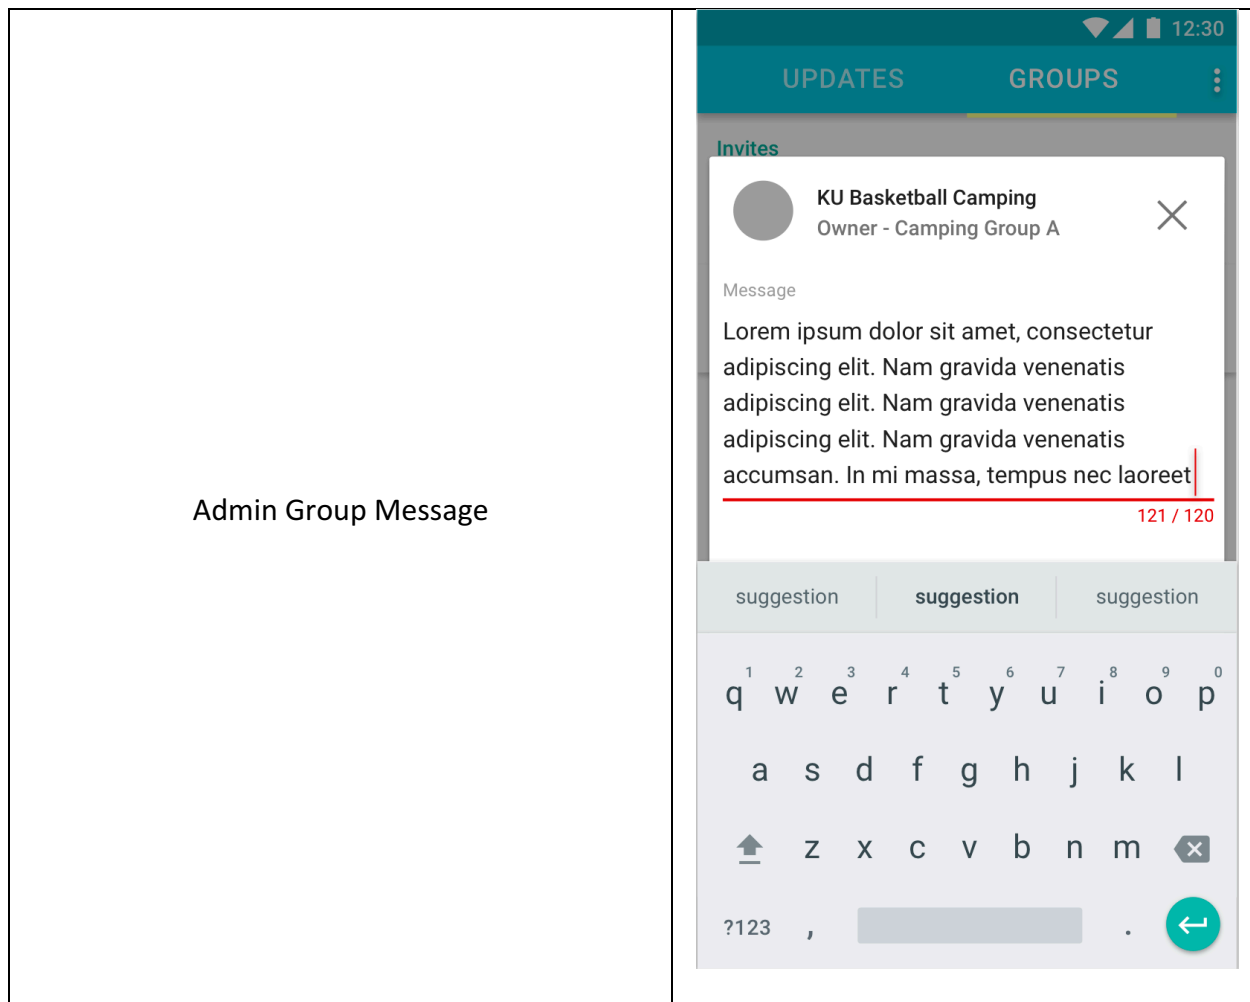 Admin Group Message
12:30
UPDATES GROUPS
Invites
KU Basketball Camping
Owner - Camping Group A
Message
Lorem ipsum dolor sit amet, consectetur
adipiscing elit. Nam gravida venenatis
adipiscing elit. Nam gravida venenatis
adipiscing elit. Nam gravida venenatis
accumsan. In mi massa, tempus nec laoreet
121 / 120
suggestion suggestion suggestion
1 2 3 4 5 6 7 8 9 0
q w e r t y u i o p
a s d f g h j k l
z x c v b n m
?123 , .